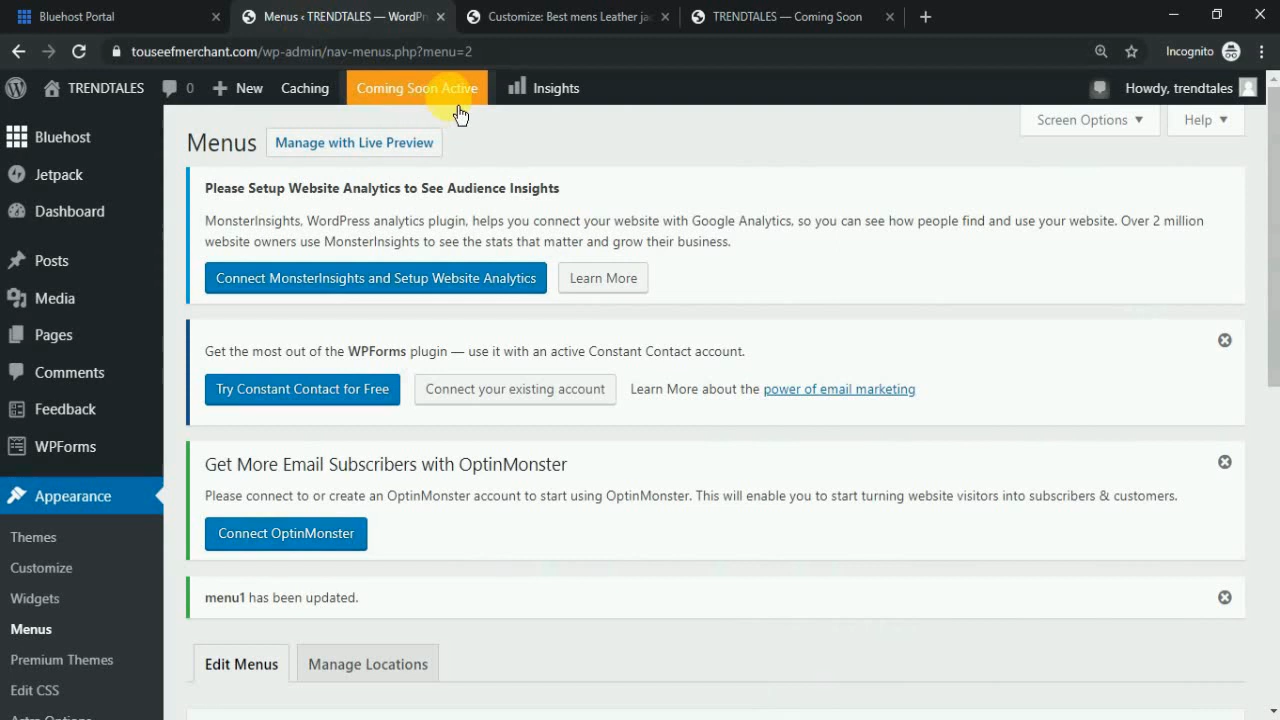 Bluehost Portal
Menus ‹ TRENDTALES — WordPr
Customize: Best mens Leather jac
TRENDTALES — Coming Soon
touseefmerchant.com/wp-admin/nav-menus.php?menu=2
Incognito
TRENDTALES
0
New
Caching
Coming Soon Active
Insights
Howdy, trendtales
Bluehost
Jetpack
Dashboard
Posts
Media
Pages
Comments
Feedback
WPForms
Appearance
Themes
Customize
Widgets
Menus
Premium Themes
Edit CSS
Astra Options
Screen Options
Help
Menus
Manage with Live Preview
Please Setup Website Analytics to See Audience Insights
MonsterInsights, WordPress analytics plugin, helps you connect your website with Google Analytics, so you can see how people find and use your website. Over 2 million
website owners use MonsterInsights to see the stats that matter and grow their business.
Connect MonsterInsights and Setup Website Analytics
Learn More
Get the most out of the WPForms plugin — use it with an active Constant Contact account.
Try Constant Contact for Free
Connect your existing account
Learn More about the power of email marketing
Get More Email Subscribers with OptinMonster
Please connect to or create an OptinMonster account to start using OptinMonster. This will enable you to start turning website visitors into subscribers & customers.
Connect OptinMonster
menu1 has been updated.
Edit Menus
Manage Locations